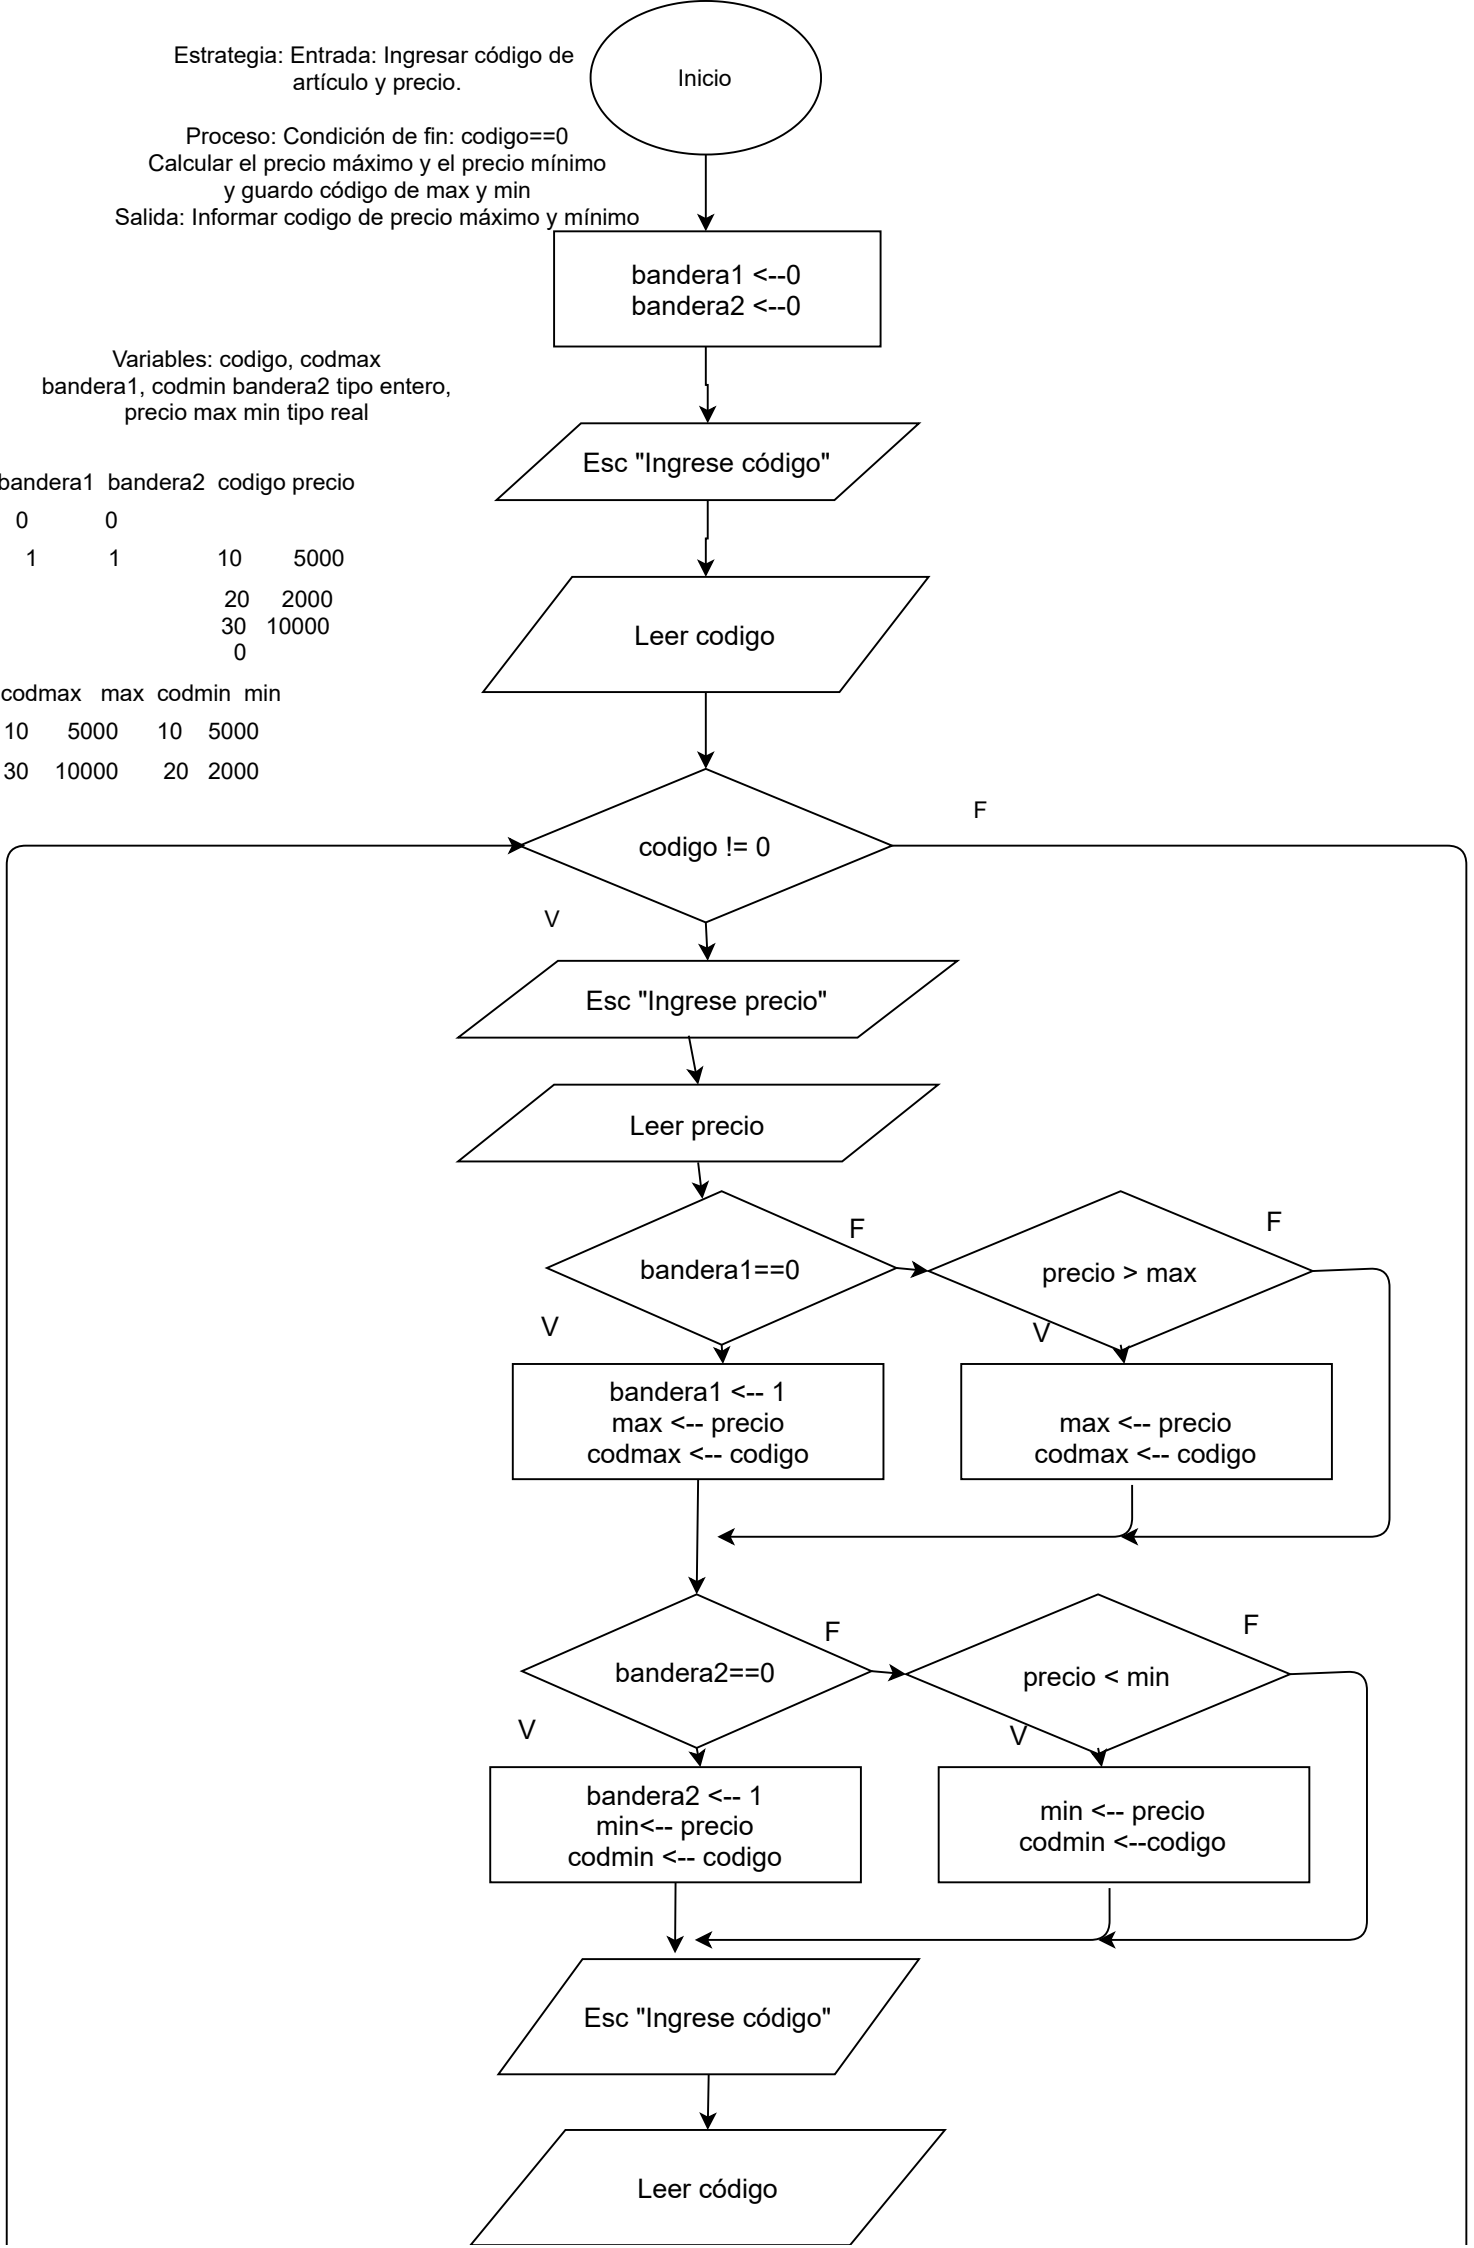 Estrategia: Entrada: Ingresar código de
artículo y precio.
Inicio
Proceso: Condición de fin: codigo==0
Calcular el precio máximo y el precio mínimo
y guardo código de max y min
Salida: Informar codigo de precio máximo y mínimo
bandera1 <--0
bandera2 <--0
Variables: codigo, codmax
bandera1, codmin bandera2 tipo entero,
precio max min tipo real
Esc "Ingrese código"
bandera1 bandera2 codigo precio
0 0
1 1 10 5000
20 2000
30 10000
0
Leer codigo
codmax max codmin min
10 5000 10 5000
30 10000 20 2000
F
codigo != 0
V
Esc "Ingrese precio"
Leer precio
F
F
bandera1==0
precio > max
V
V
bandera1 <-- 1
max <-- precio
codmax <-- codigo
max <-- precio
codmax <-- codigo
F
F
bandera2==0
precio < min
V
V
bandera2 <-- 1
min<-- precio
codmin <-- codigo
min <-- precio
codmin <--codigo
Esc "Ingrese código"
Leer código